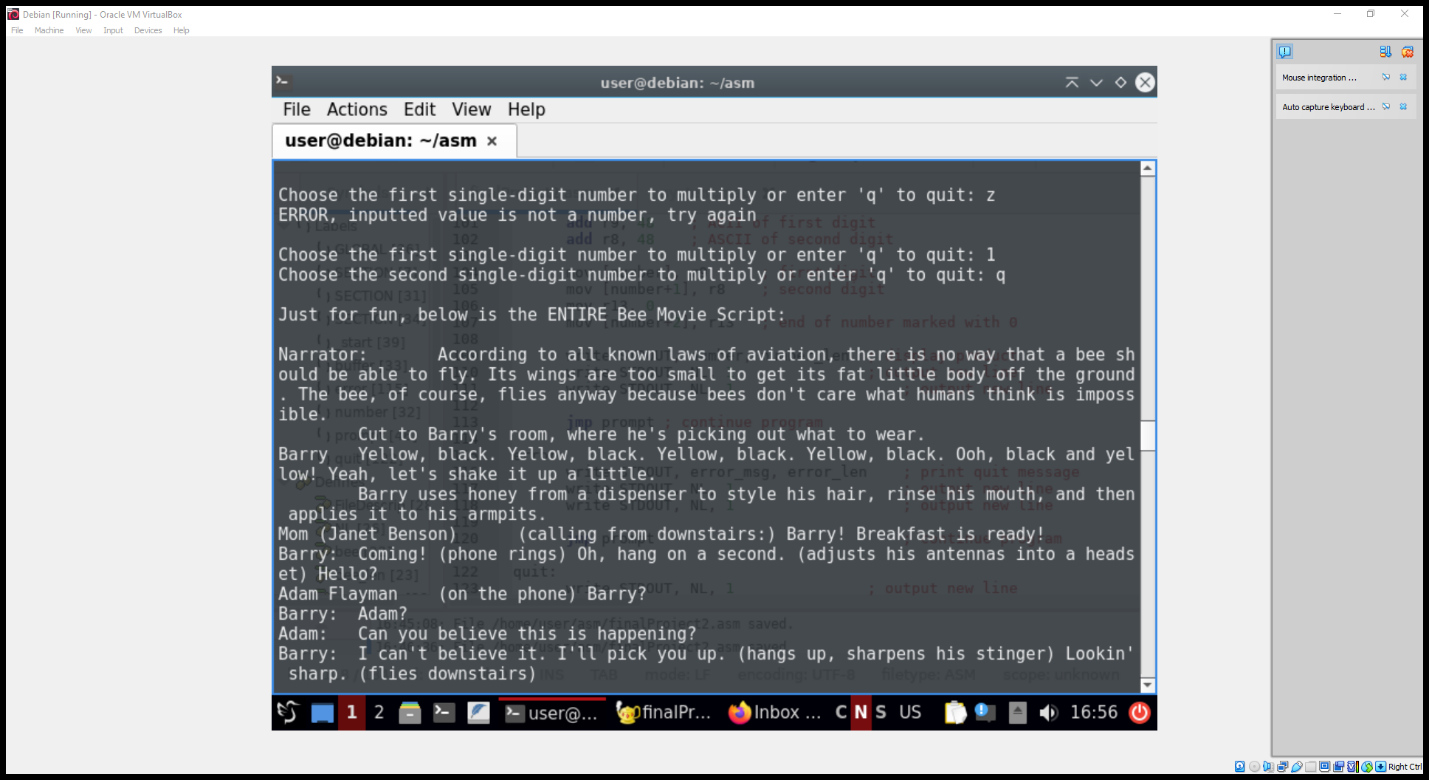 Debian [Running] - Oracle VM VirtualBox
File Machine View Input Devices Help
Mouse integration ...
Auto capture keyboard ...
user@debian: ~/asm
File Actions Edit View Help
user@debian: ~/asm ×
Choose the first single-digit number to multiply or enter 'q' to quit: z
ERROR, inputted value is not a number, try again
Choose the first single-digit number to multiply or enter 'q' to quit: 1
Choose the second single-digit number to multiply or enter 'q' to quit: q
Just for fun, below is the ENTIRE Bee Movie Script:
Narrator: According to all known laws of aviation, there is no way that a bee sh
ould be able to fly. Its wings are too small to get its fat little body off the ground
. The bee, of course, flies anyway because bees don't care what humans think is imposs
ible.
Cut to Barry's room, where he's picking out what to wear.
Barry Yellow, black. Yellow, black. Yellow, black. Yellow, black. Ooh, black and yel
low! Yeah, let's shake it up a little.
Barry uses honey from a dispenser to style his hair, rinse his mouth, and then
applies it to his armpits.
Mom (Janet Benson) (calling from downstairs:) Barry! Breakfast is ready!
Barry: Coming! (phone rings) Oh, hang on a second. (adjusts his antennas into a heads
et) Hello?
Adam Flayman (on the phone) Barry?
Barry: Adam?
Adam: Can you believe this is happening?
Barry: I can't believe it. I'll pick you up. (hangs up, sharpens his stinger) Lookin'
sharp. (flies downstairs)
1 2 user@... finalPr... Inbox ... C N S US 16:56
Right Ctrl